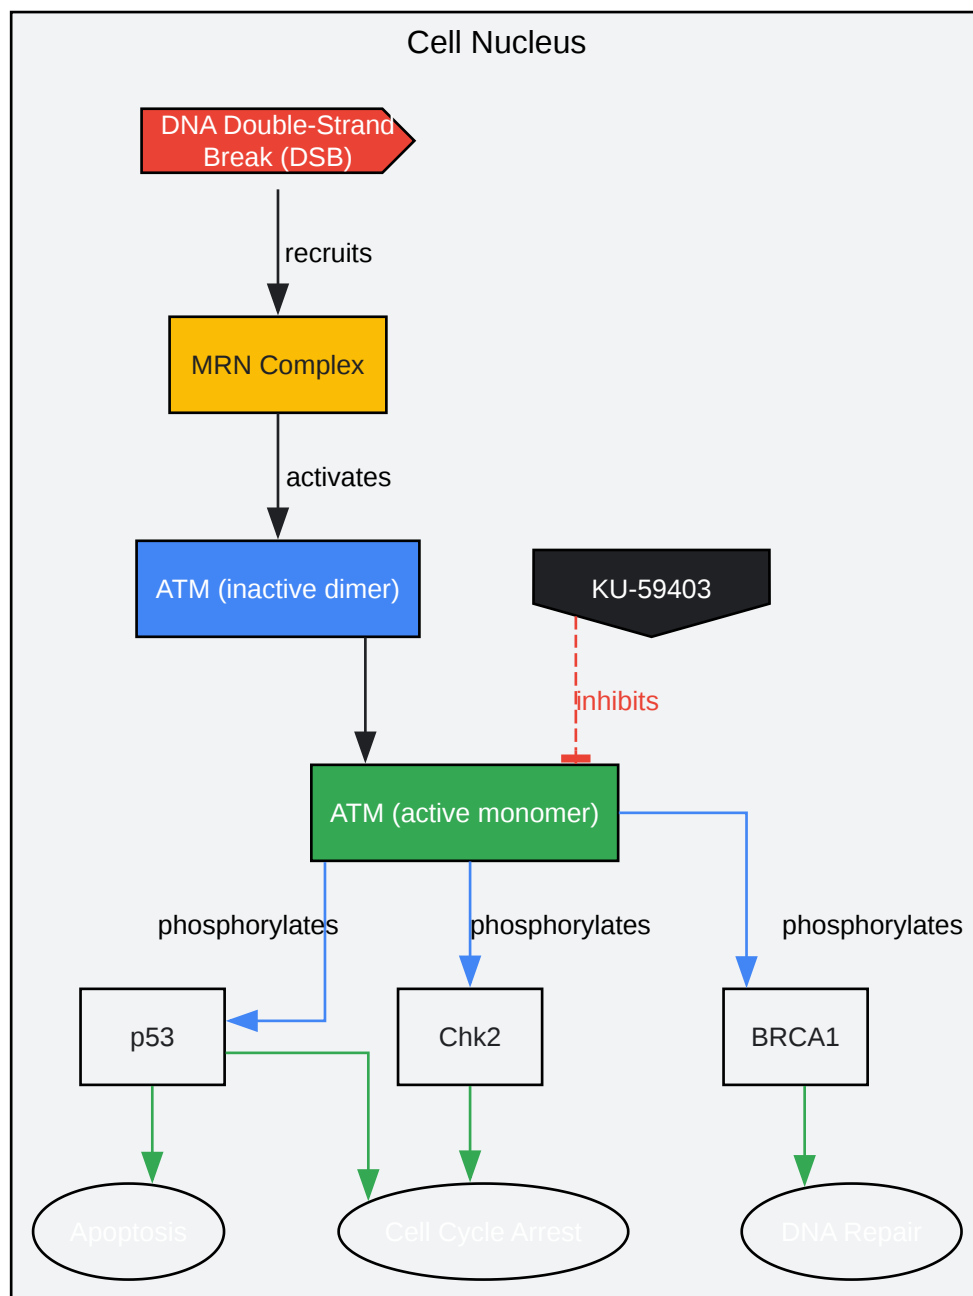 Cell Nucleus
DNA Double-Strand
Break (DSB)
recruits
MRN Complex
activates
ATM (inactive dimer)
KU-59403
inhibits
ATM (active monomer)
phosphorylates
phosphorylates
phosphorylates
p53
Chk2
BRCA1
Apoptosis
Cell Cycle Arrest
DNA Repair